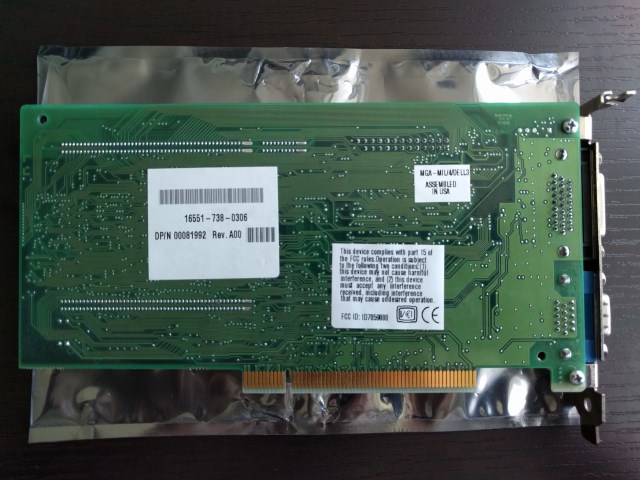 MGA-MIL/4/DELL3
ASSEMBLED
IN USA
16551-738-0306
DP/N 00081992 Rev. A00
This device complies with part 15 of
the FCC rules.Operation is subject
to the following Two conditions:(1)
this device may not cause harmful
interference, and (2) this device
must accept any interference
received, including interference
that may cause undesired operation.
FCC ID: ID7056000
VCI CE